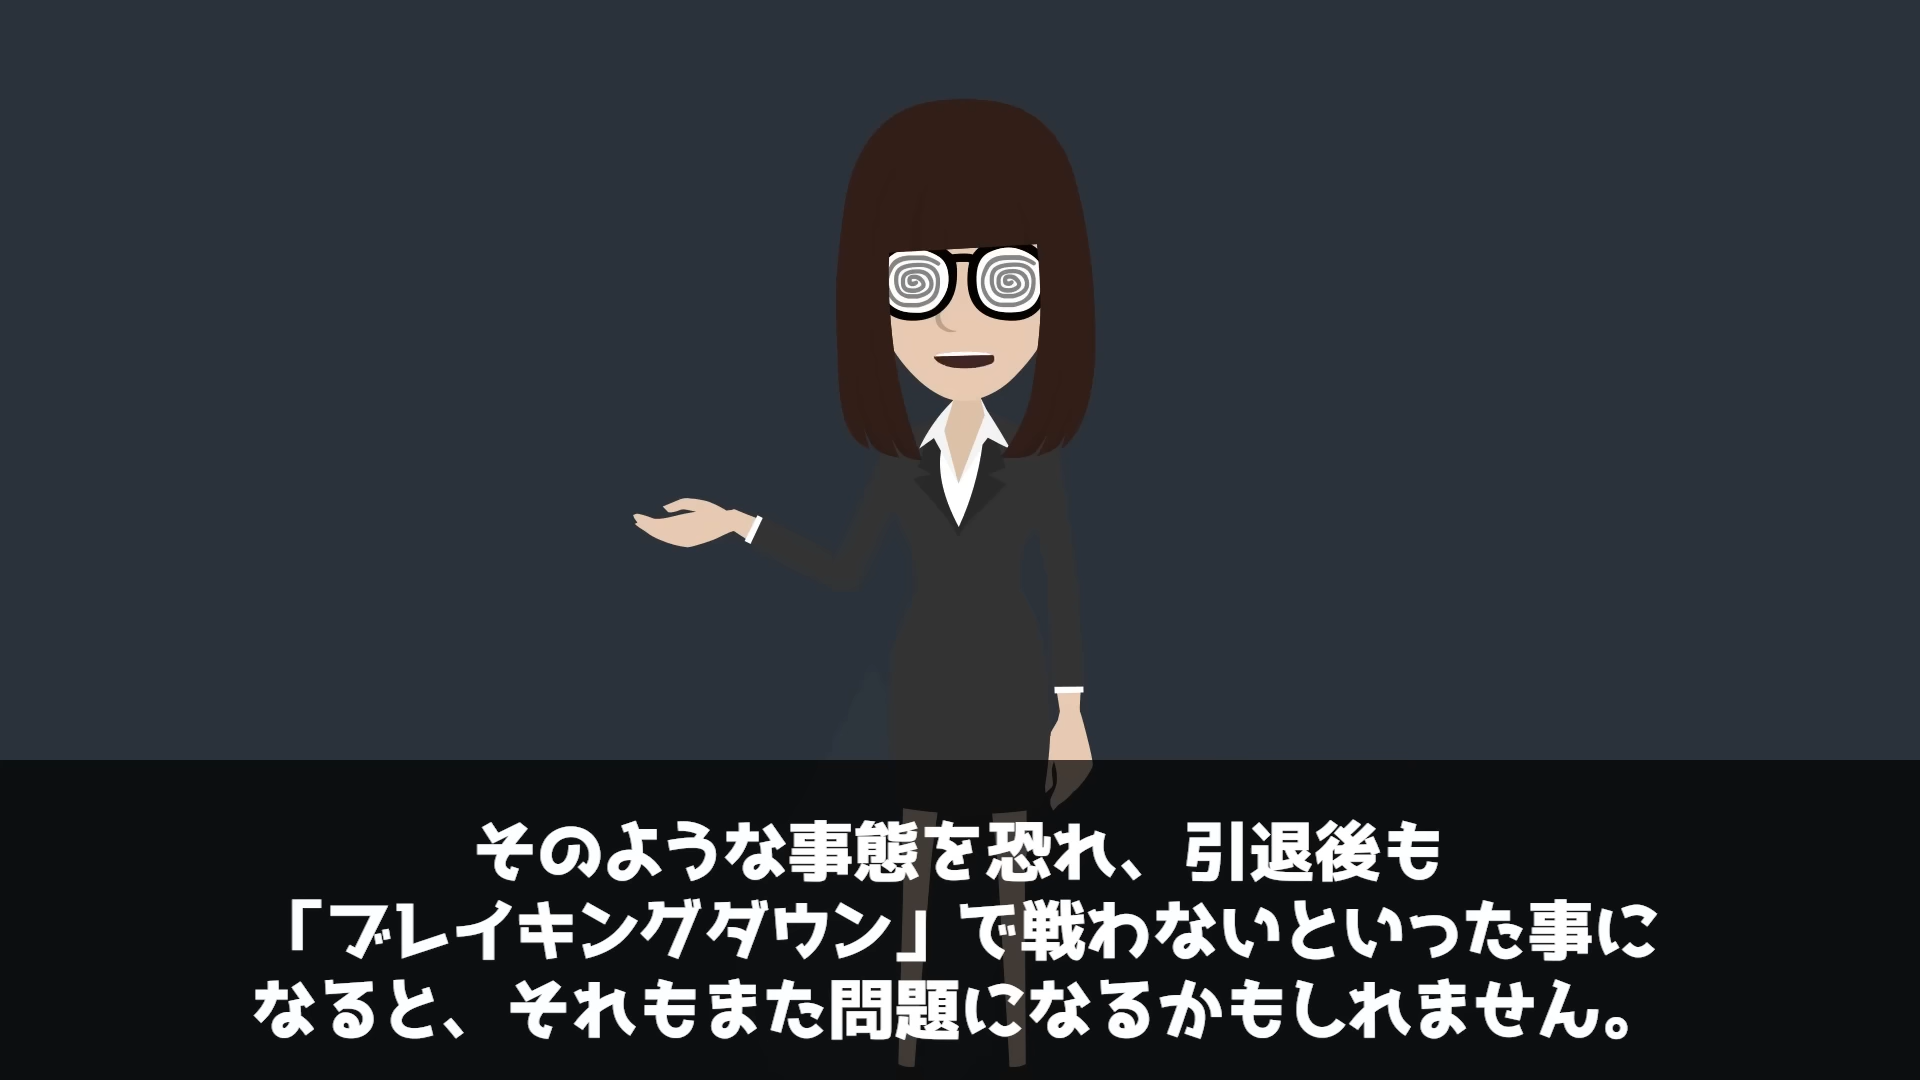 そのような事態を恐れ、引退後も
「ブレイキングダウン」で戦わないといった事に
なると、それもまた問題になるかもしれません。